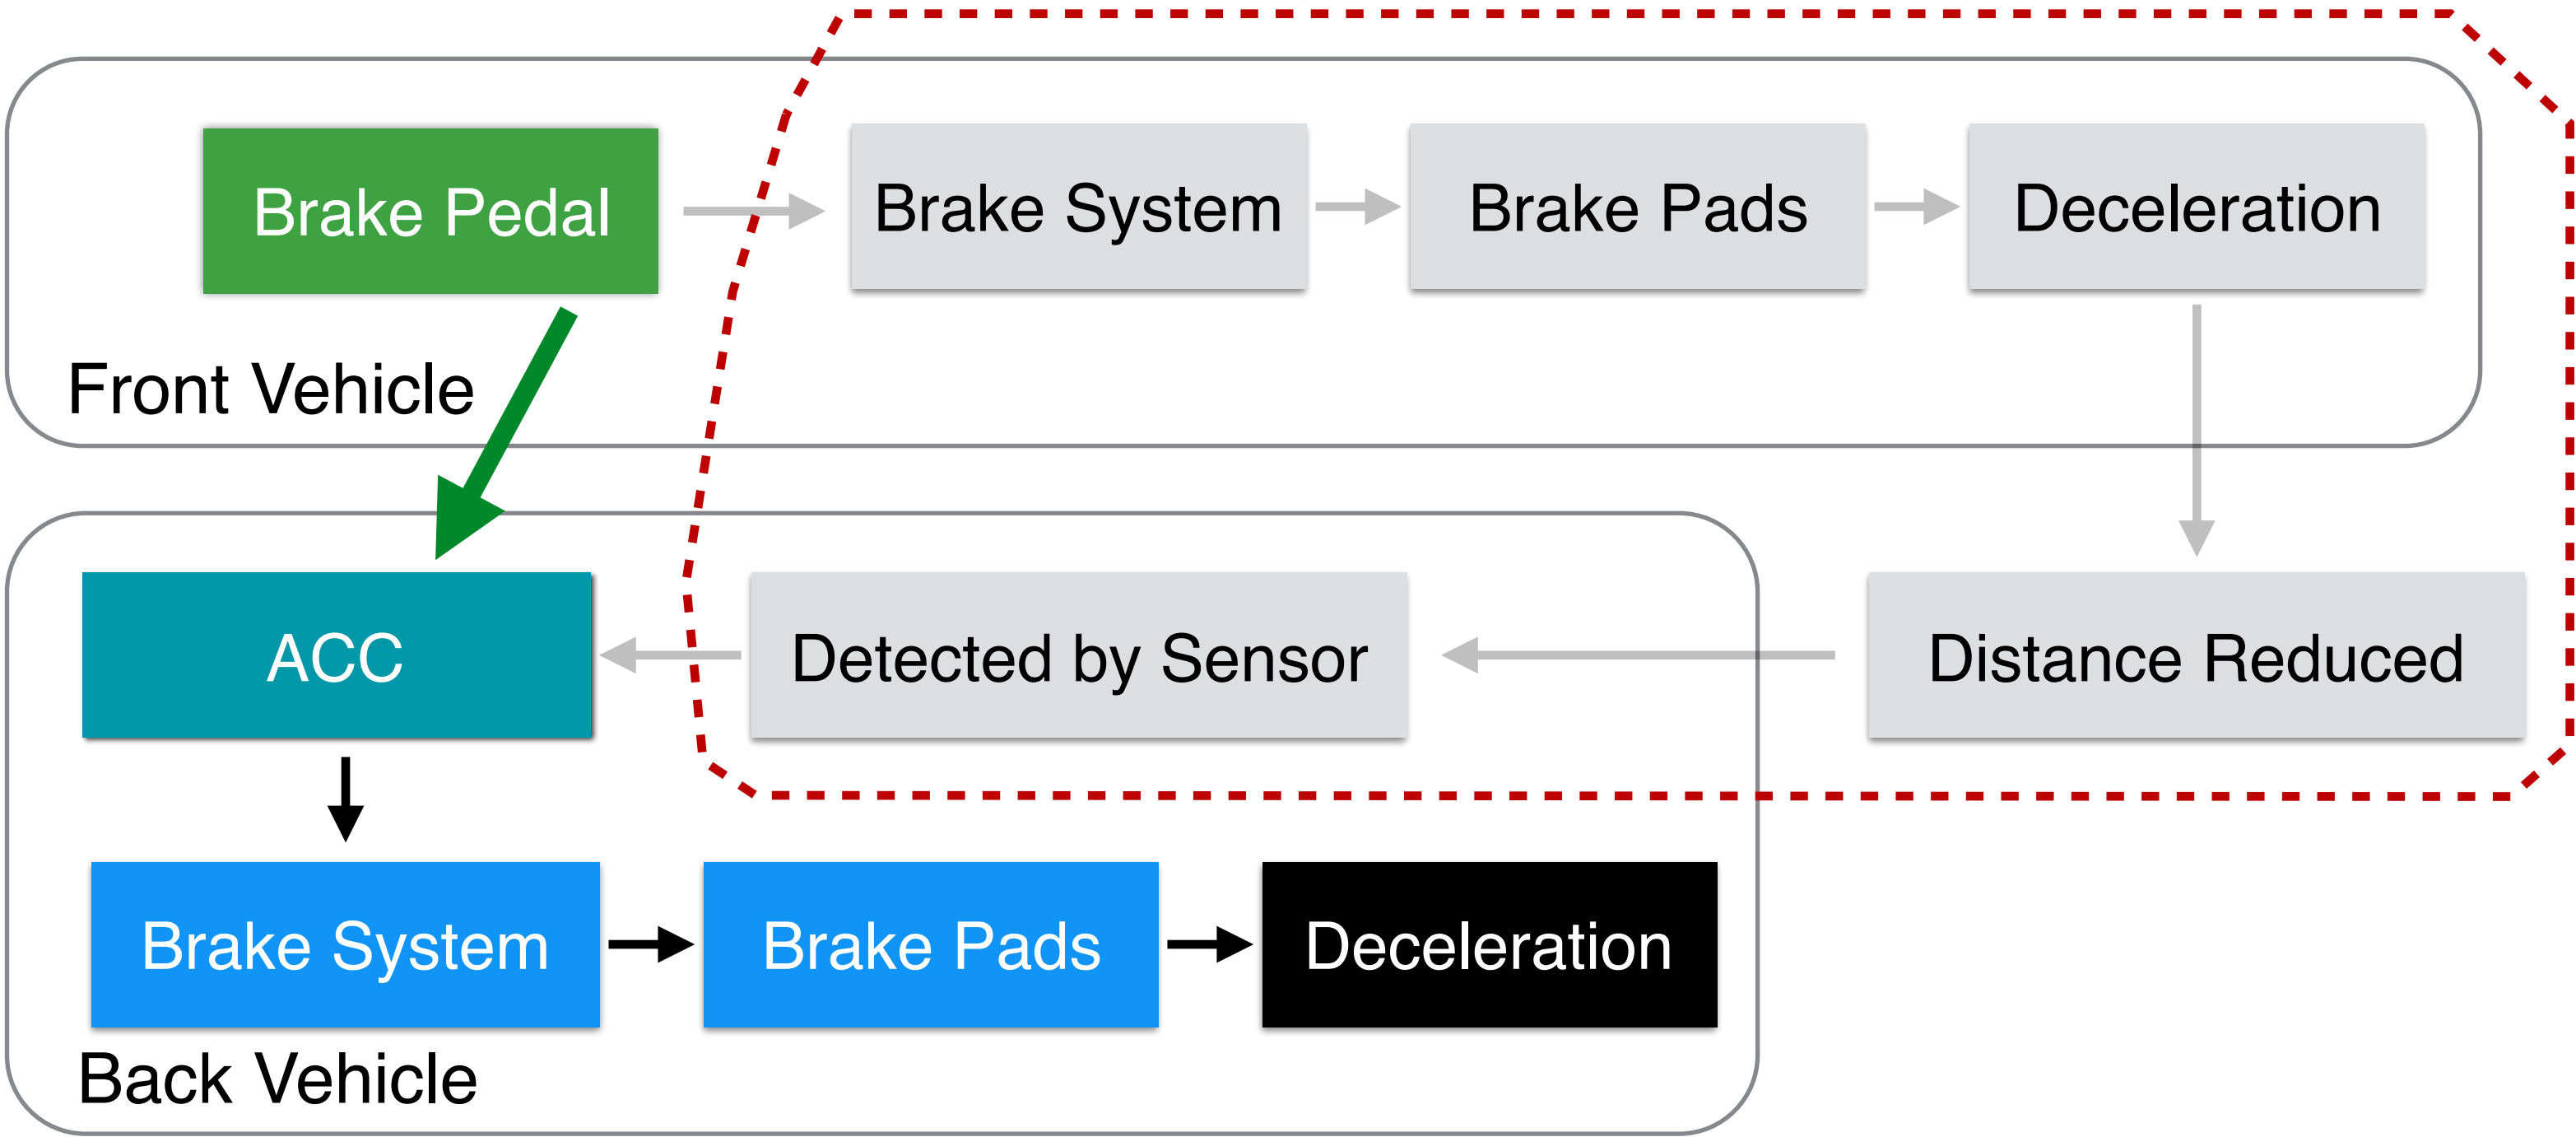 Brake Pedal
Brake System
Brake Pads
Deceleration
Front Vehicle
ACC
Detected by Sensor
Distance Reduced
Brake System
Brake Pads
Deceleration
Back Vehicle